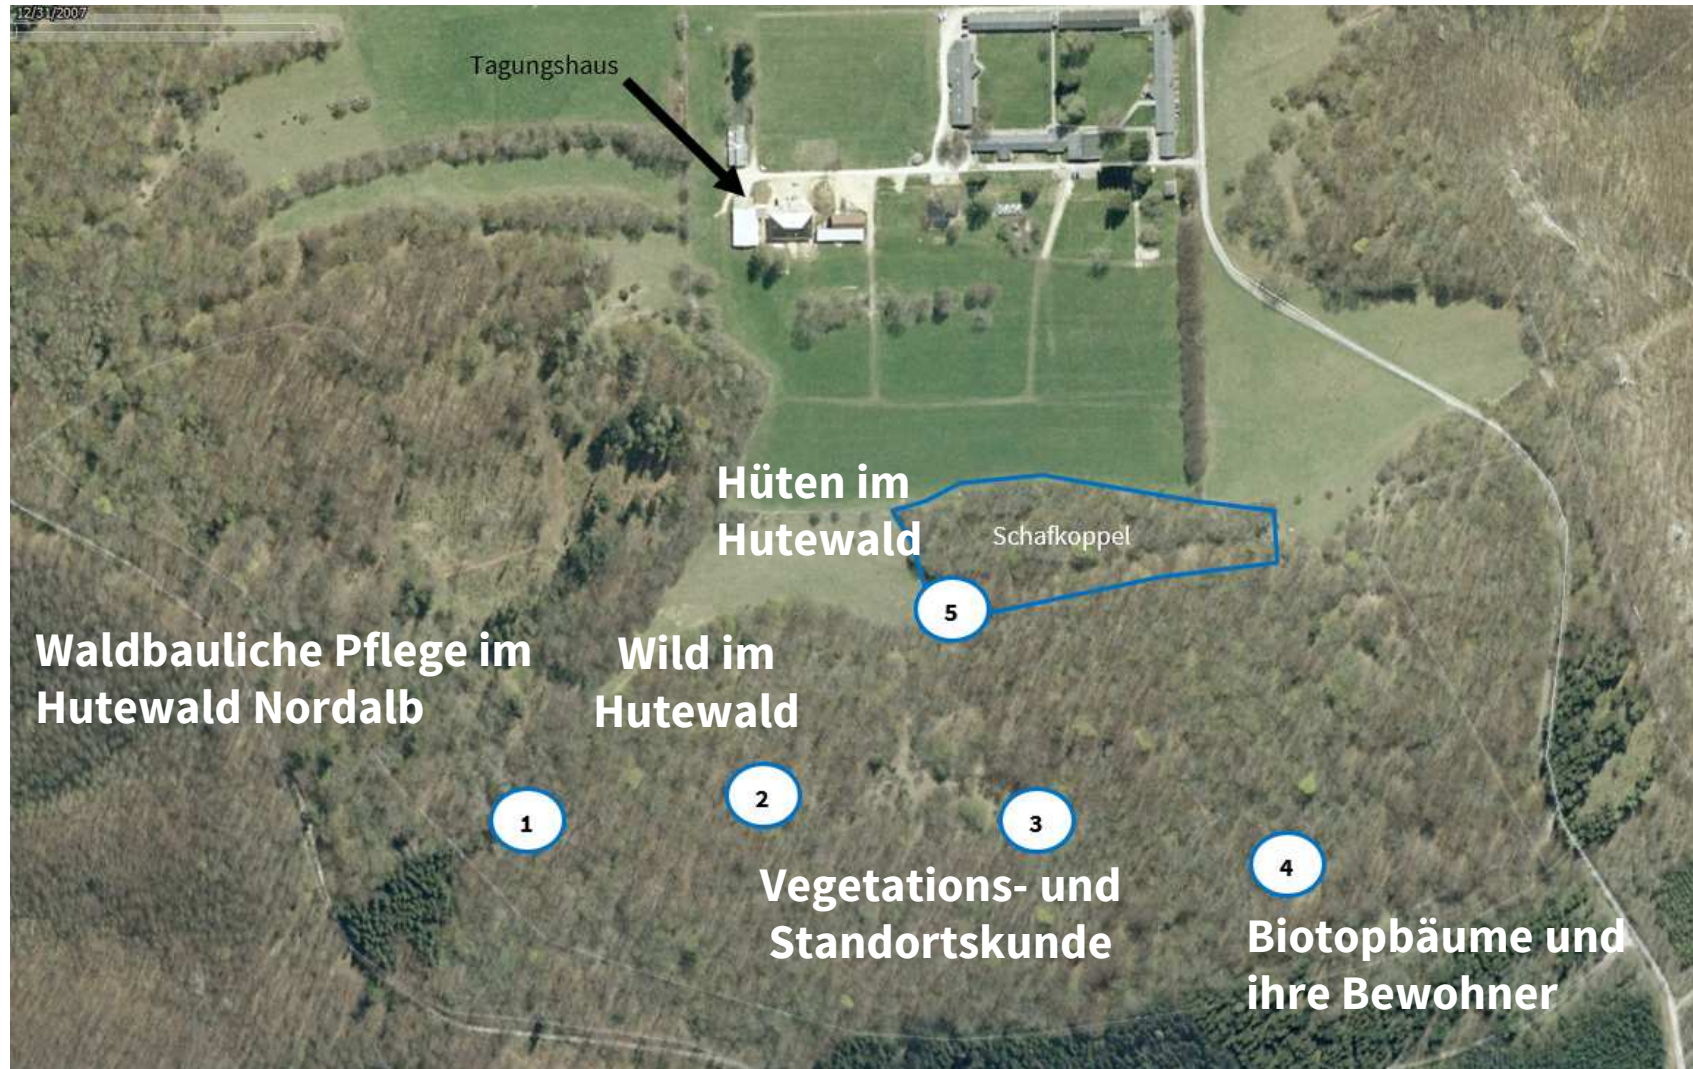 12/31/2007
Tagungshaus
Hüten im
Hutewald
Schafkoppel
5
Waldbauliche Pflege im
Hutewald Nordalb
Wild im
Hutewald
1
2
3
4
Vegetations- und
Standortskunde
Biotopbäume und
ihre Bewohner